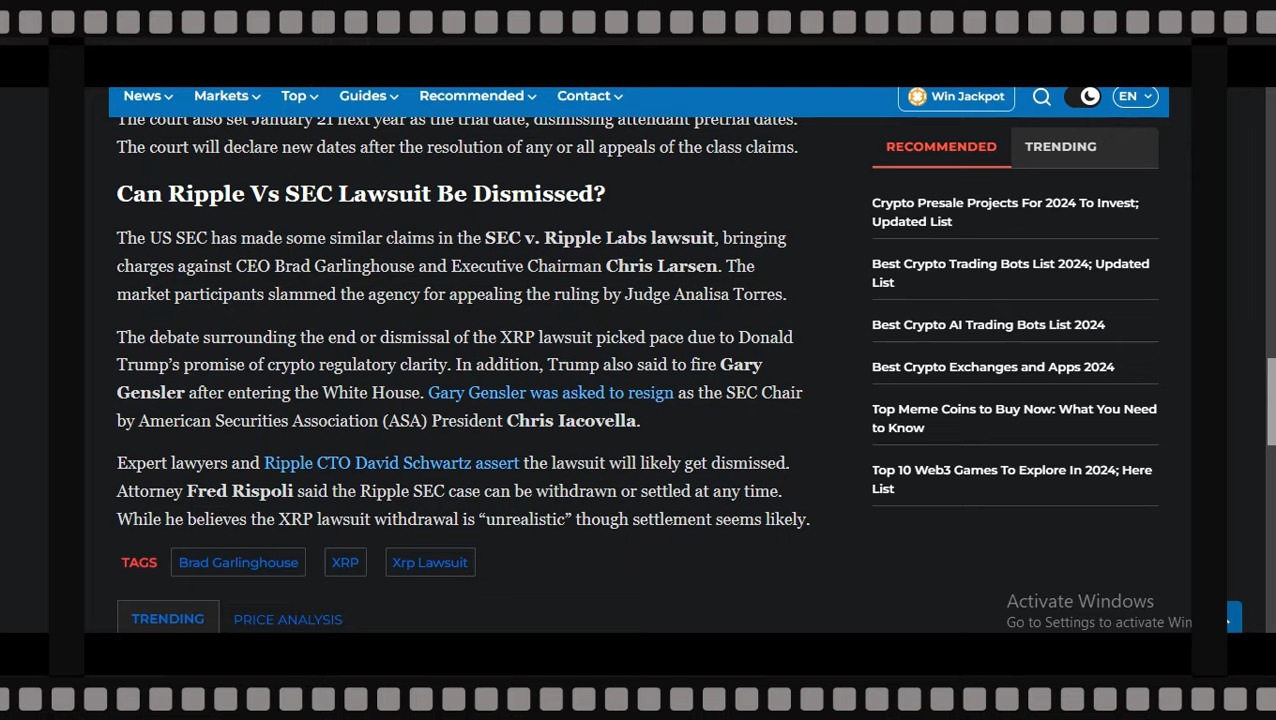 News Markets Top Guides Recommended Contact Win Jackpot EN
The court also set January 21 next year as the trial date, dismissing attendant pretrial dates.
The court will declare new dates after the resolution of any or all appeals of the class claims.
Can Ripple Vs SEC Lawsuit Be Dismissed?
The US SEC has made some similar claims in the SEC v. Ripple Labs lawsuit, bringing
charges against CEO Brad Garlinghouse and Executive Chairman Chris Larsen. The
market participants slammed the agency for appealing the ruling by Judge Analisa Torres.
The debate surrounding the end or dismissal of the XRP lawsuit picked pace due to Donald
Trump’s promise of crypto regulatory clarity. In addition, Trump also said to fire Gary
Gensler after entering the White House. Gary Gensler was asked to resign as the SEC Chair
by American Securities Association (ASA) President Chris Iacovella.
Expert lawyers and Ripple CTO David Schwartz assert the lawsuit will likely get dismissed.
Attorney Fred Rispoli said the Ripple SEC case can be withdrawn or settled at any time.
While he believes the XRP lawsuit withdrawal is “unrealistic” though settlement seems likely.
TAGS Brad Garlinghouse XRP Xrp Lawsuit
TRENDING PRICE ANALYSIS
RECOMMENDED TRENDING
Crypto Presale Projects For 2024 To Invest;
Updated List
Best Crypto Trading Bots List 2024; Updated
List
Best Crypto AI Trading Bots List 2024
Best Crypto Exchanges and Apps 2024
Top Meme Coins to Buy Now: What You Need
to Know
Top 10 Web3 Games To Explore In 2024; Here
List
Activate Windows
Go to Settings to activate Win